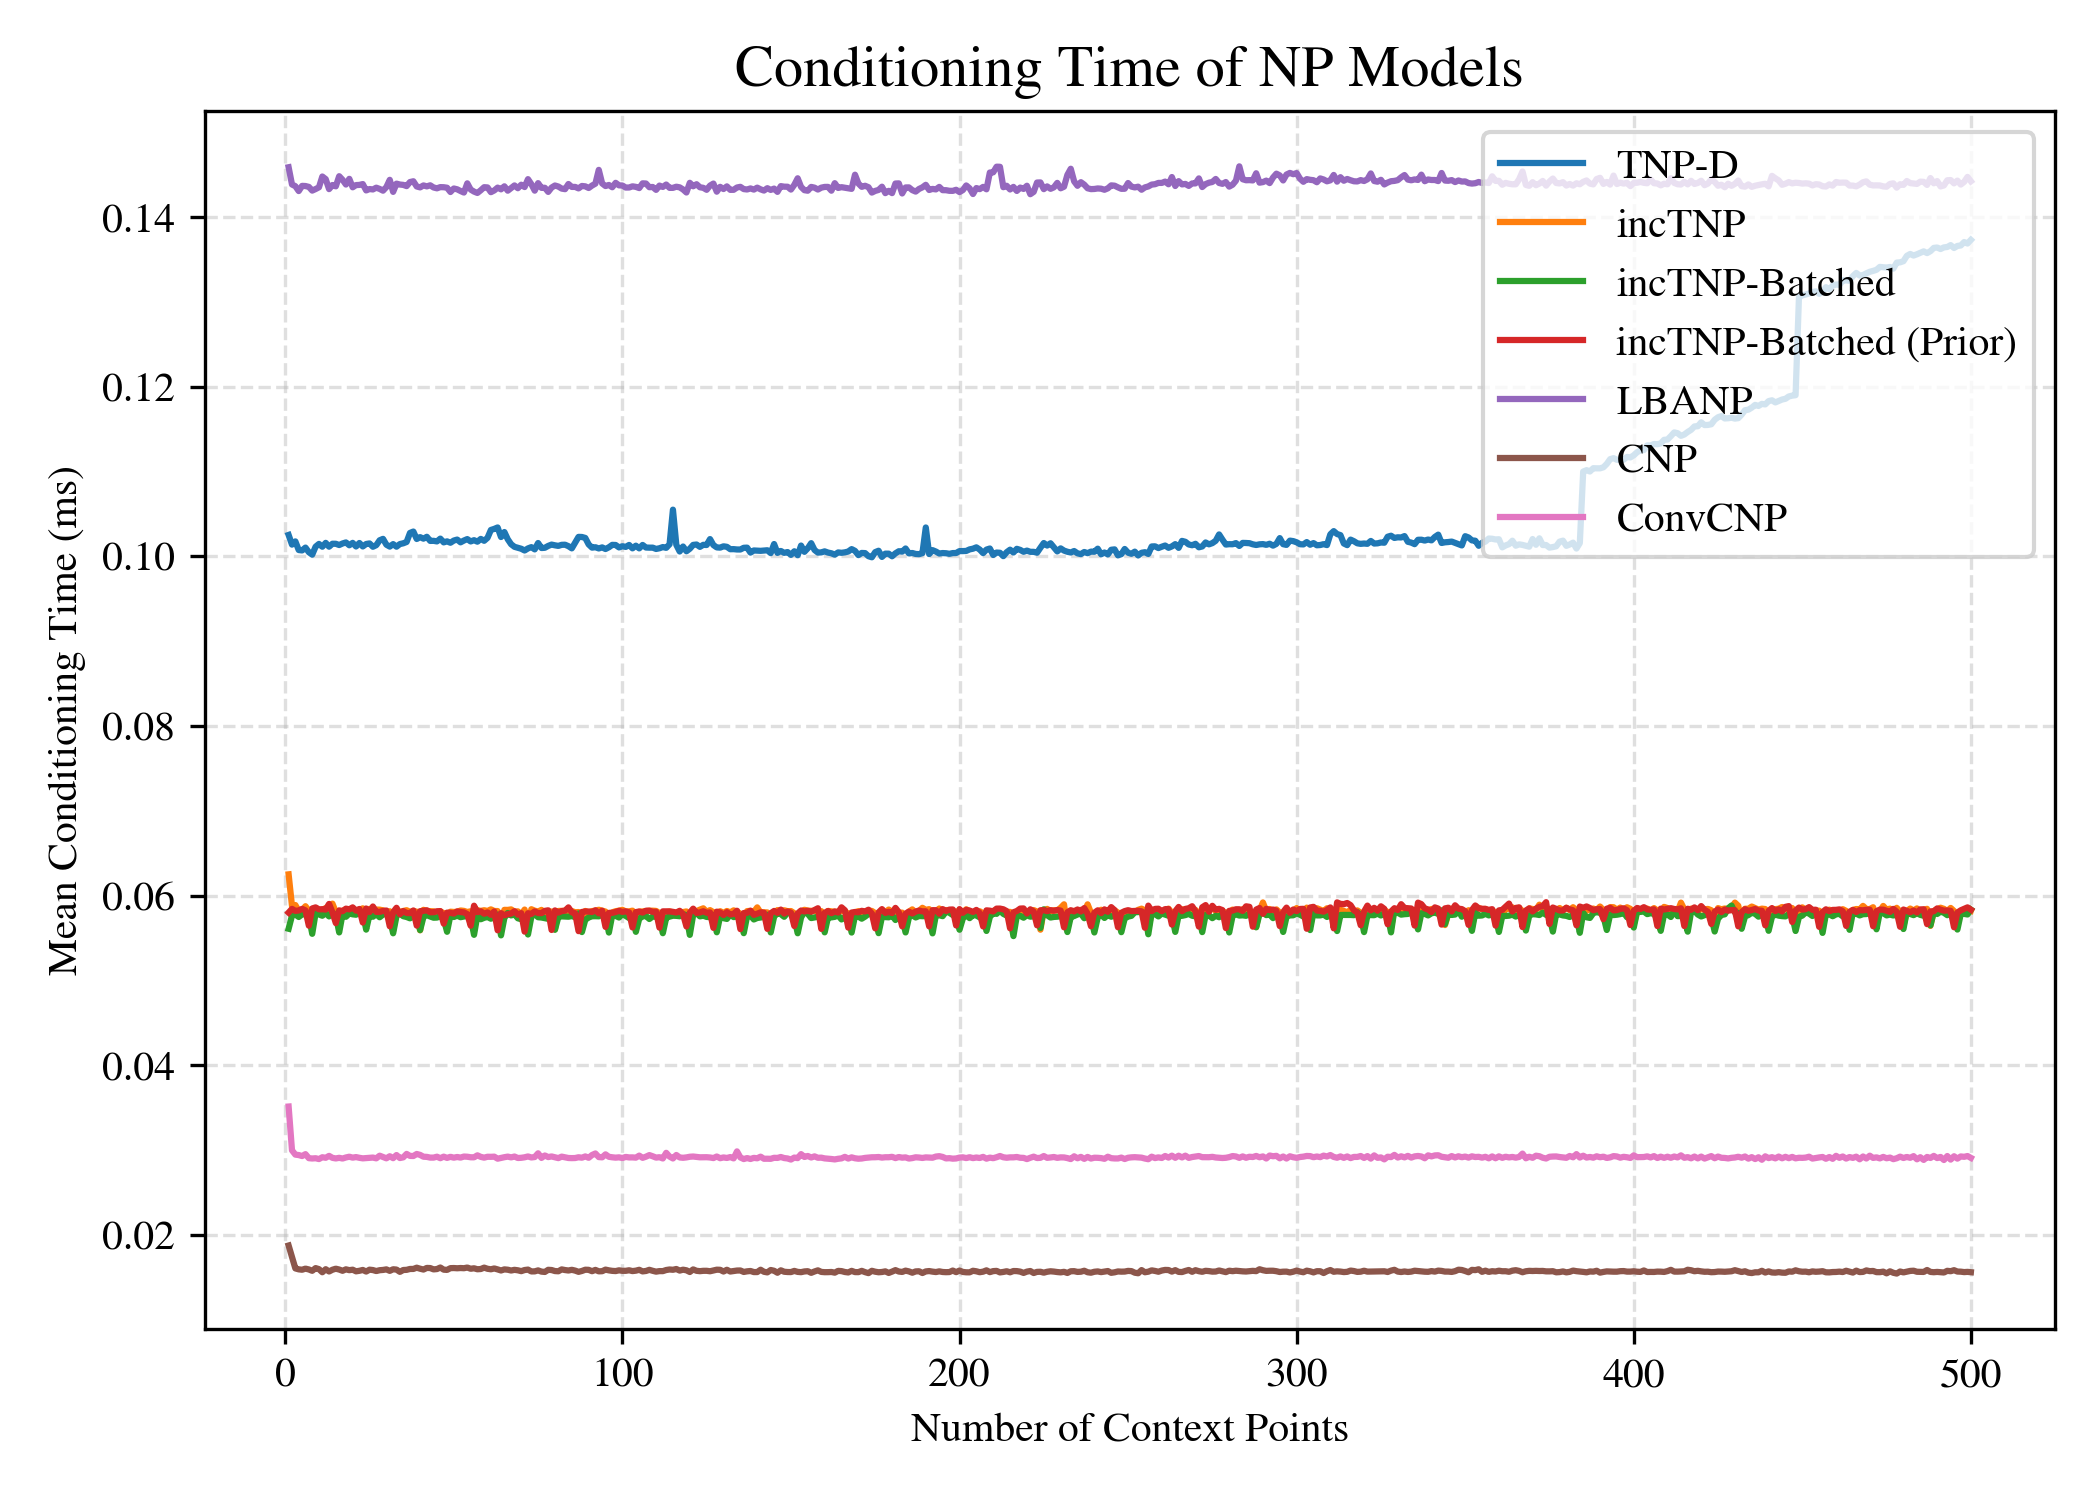 Conditioning Time of NP Models
Mean Conditioning Time (ms)
0.14
0.12
0.10
0.08
0.06
0.04
0.02
TNP-D
incTNP
incTNP-Batched
incTNP-Batched (Prior)
LBANP
CNP
ConvCNP
0 100 200 300 400 500
Number of Context Points